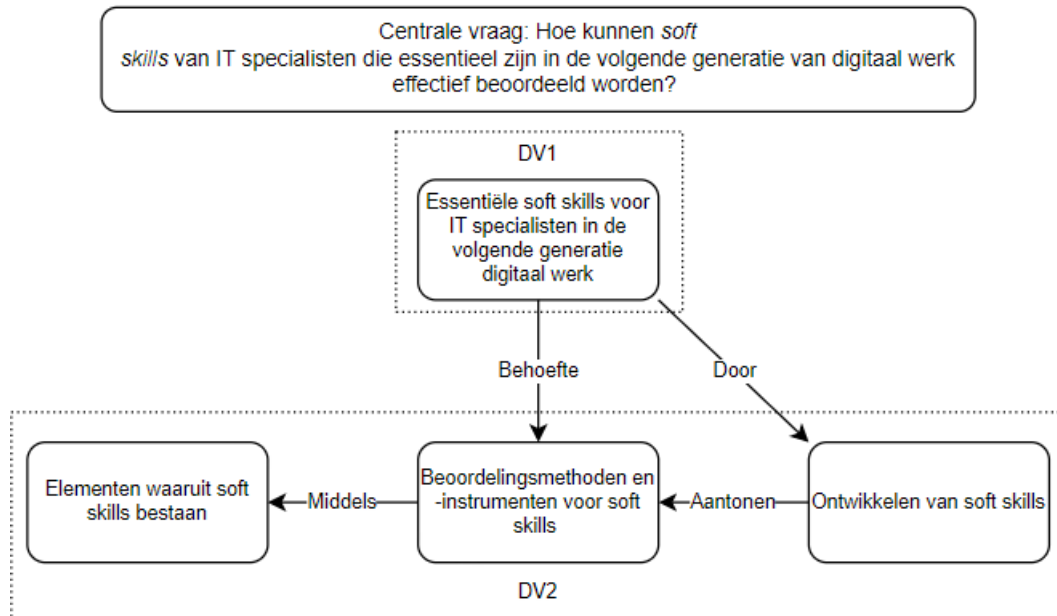 Centrale vraag: Hoe kunnen soft
skills van IT specialisten die essentieel zijn in de volgende generatie van digitaal werk
effectief beoordeeld worden?
DV1
Essentiële soft skills voor
IT specialisten in de
volgende generatie
digitaal werk
Behoefte
Door
Elementen waaruit soft
skills bestaan
Middels
Beoordelingsmethoden en
-instrumenten voor soft
skills
Aantonen
Ontwikkelen van soft skills
DV2